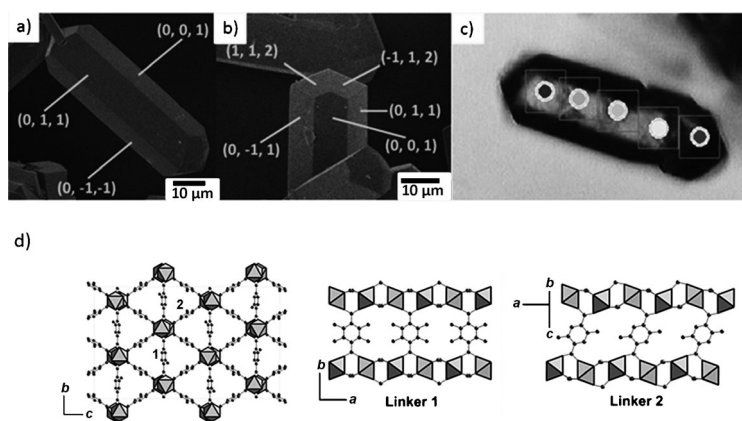 a)
(0, 0, 1)
(0, 1, 1)
(0, -1,-1)
10 µm
b)
(1, 1, 2)
(-1, 1, 2)
(0, 1, 1)
(0, -1, 1)
(0, 0, 1)
10 µm
c)
d)
2
1
b
c
b
a
Linker 1
b
a
c
Linker 2